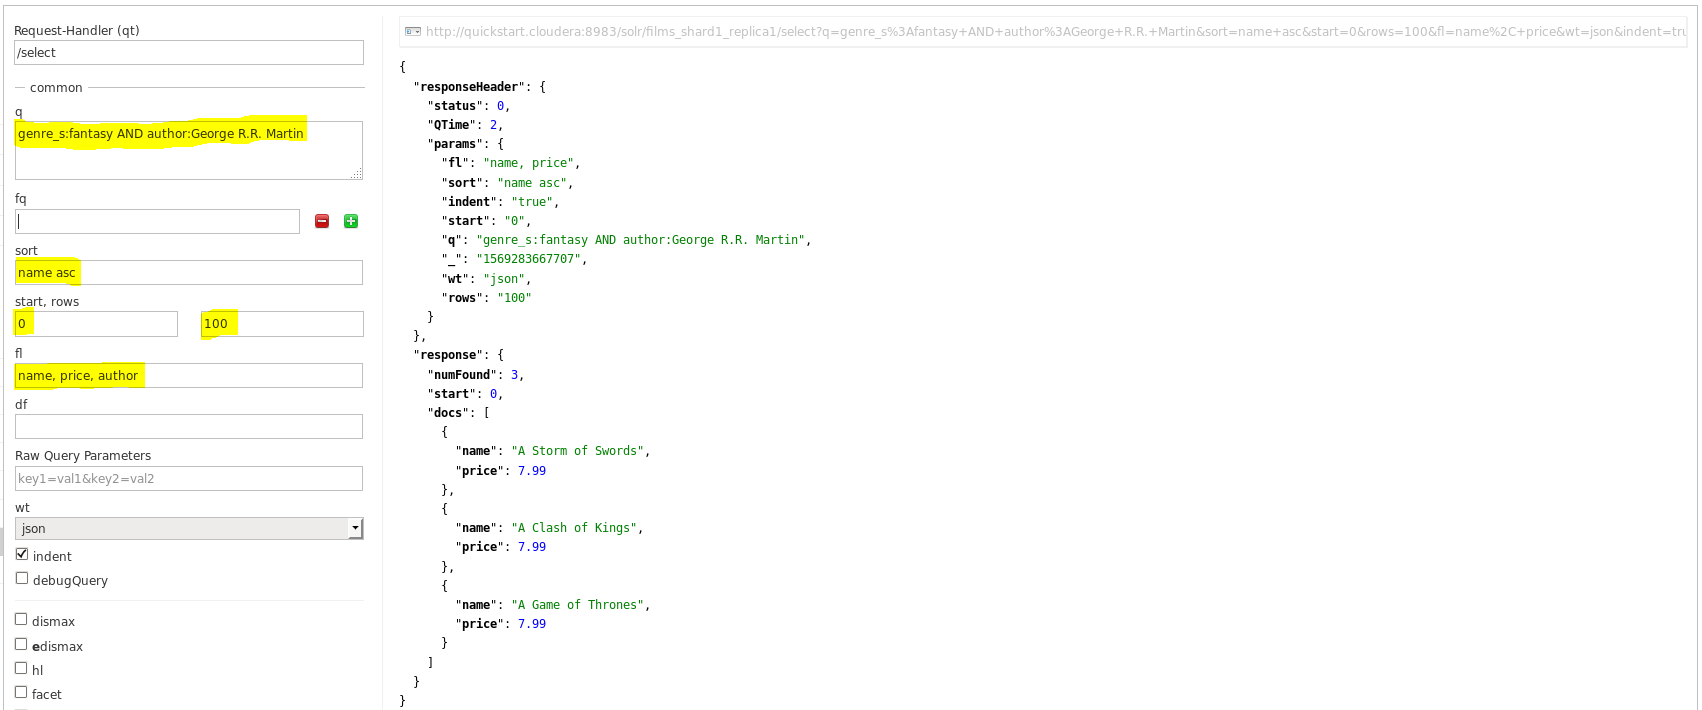 Request-Handler (qt)
/select
common
q
genre_s:fantasy AND author:George R.R. Martin
fq
sort
name asc
start, rows
0
100
fl
name, price, author
df
Raw Query Parameters
key1=val1&key2=val2
wt
json
indent
debugQuery
dismax
edismax
hl
facet
http://quickstart.cloudera:8983/solr/films_shard1_replica1/select?q=genre_s%3Afantasy+AND+author%3AGeorge+R.R.+Martin&sort=name+asc&start=0&rows=100&fl=name%2C+price&wt=json&indent=tru
{
"responseHeader": {
"status": 0,
"QTime": 2,
"params": {
"fl": "name, price",
"sort": "name asc",
"indent": "true",
"start": "0",
"q": "genre_s:fantasy AND author:George R.R. Martin",
"_": "1569283667707",
"wt": "json",
"rows": "100"
}
},
"response": {
"numFound": 3,
"start": 0,
"docs": [
{
"name": "A Storm of Swords",
"price": 7.99
},
{
"name": "A Clash of Kings",
"price": 7.99
},
{
"name": "A Game of Thrones",
"price": 7.99
}
]
}
}